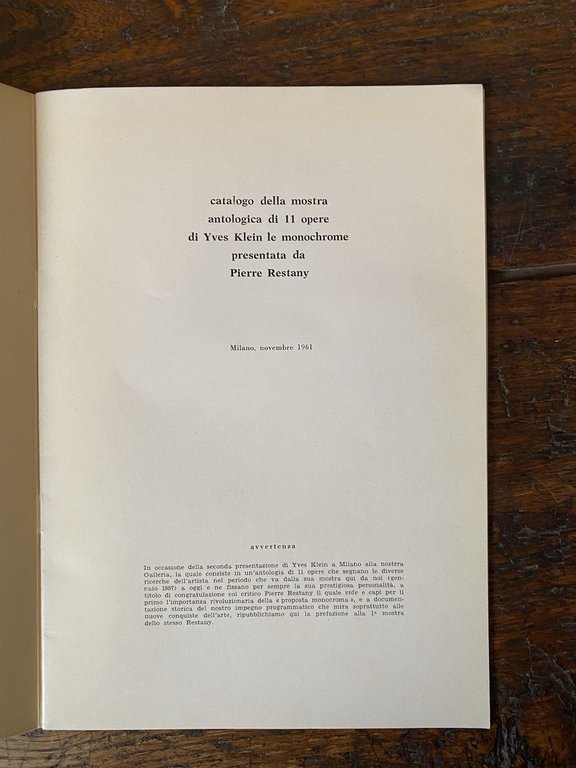 catalogo della mostra
antologica di 11 opere
di Yves Klein le monochrome
presentata da
Pierre Restany
Milano, novembre 1961
avvertenza
In occasione della seconda presentazione di Yves Klein a Milano alla nostrra
Galleria, la quale consiste in un'antologia di 11 opere che segnano le diverse
ricerche dell'artista nel periodo che va dalla sua mostra qui da noi (gen-
raio 1957) a oggi e ne fissano per sempre la sua prestigiosa personalità, a
titolo di congratulazione col critico Pierre Restany il quale vide e capì per il
primo l'importanza rivoluzionaria della « proposta monocroma », e a documen-
tazione storica del nostro impegno programmatico che mira soprattutto alle
nuove conquiste dell'arte, ripubblichiamo qui la prefazione alla 1ª mostra
dello stesso Restany.